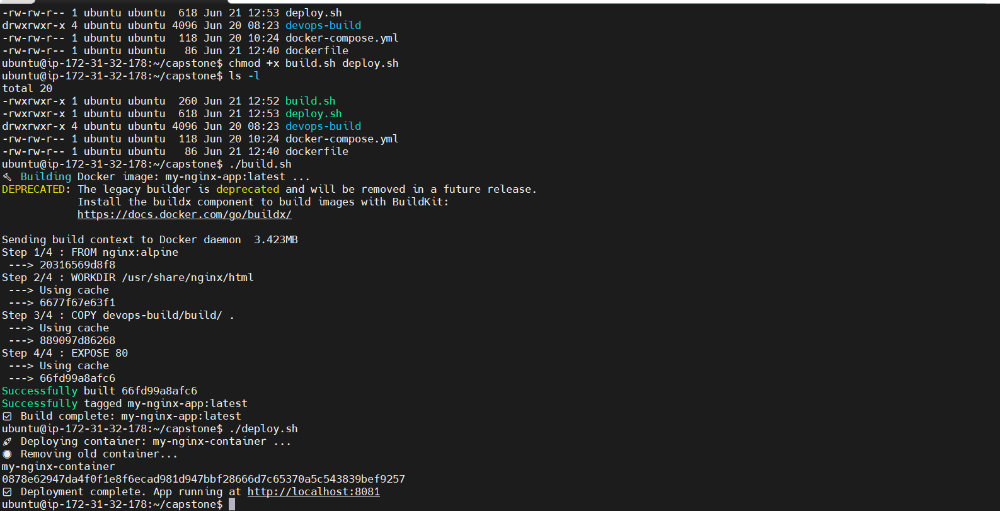 -rw-rw-r-- 1 ubuntu ubuntu  618 Jun 21 12:53 deploy.sh
drwxrwxr-x 4 ubuntu ubuntu 4096 Jun 20 08:23 devops-build
-rw-rw-r-- 1 ubuntu ubuntu  118 Jun 20 10:24 docker-compose.yml
-rw-rw-r-- 1 ubuntu ubuntu   86 Jun 21 12:40 dockerfile
ubuntu@ip-172-31-32-178:~/capstone$ chmod +x build.sh deploy.sh
ubuntu@ip-172-31-32-178:~/capstone$ ls -l
total 20
-rwxrwxr-x 1 ubuntu ubuntu  260 Jun 21 12:52 build.sh
-rwxrwxr-x 1 ubuntu ubuntu  618 Jun 21 12:53 deploy.sh
drwxrwxr-x 4 ubuntu ubuntu 4096 Jun 20 08:23 devops-build
-rw-rw-r-- 1 ubuntu ubuntu  118 Jun 20 10:24 docker-compose.yml
-rw-rw-r-- 1 ubuntu ubuntu   86 Jun 21 12:40 dockerfile
ubuntu@ip-172-31-32-178:~/capstone$ ./build.sh
🔨 Building Docker image: my-nginx-app:latest ...
DEPRECATED: The legacy builder is deprecated and will be removed in a future release.
            Install the buildx component to build images with BuildKit:
            https://docs.docker.com/go/buildx/
Sending build context to Docker daemon  3.423MB
Step 1/4 : FROM nginx:alpine
 ---> 20316569d8f8
Step 2/4 : WORKDIR /usr/share/nginx/html
 ---> Using cache
 ---> 6677f67e63f1
Step 3/4 : COPY devops-build/build/ .
 ---> Using cache
 ---> 889097d86268
Step 4/4 : EXPOSE 80
 ---> Using cache
 ---> 66fd99a8afc6
Successfully built 66fd99a8afc6
Successfully tagged my-nginx-app:latest
☑ Build complete: my-nginx-app:latest
ubuntu@ip-172-31-32-178:~/capstone$ ./deploy.sh
🚀 Deploying container: my-nginx-container ...
🛑 Removing old container...
my-nginx-container
0878e62947da4f0f1e8f6ecad981d947bbf28666d7c65370a5c543839bef9257
☑ Deployment complete. App running at http://localhost:8081
ubuntu@ip-172-31-32-178:~/capstone$